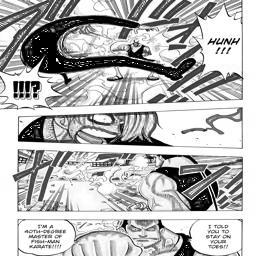 HUNH
!!!
!!!?
I TOLD
YOU TO
STAY ON
YOUR
TOES!!
I'M A
40TH-DEGREE
MASTER OF
FISH-MAN
KARATE!!!!